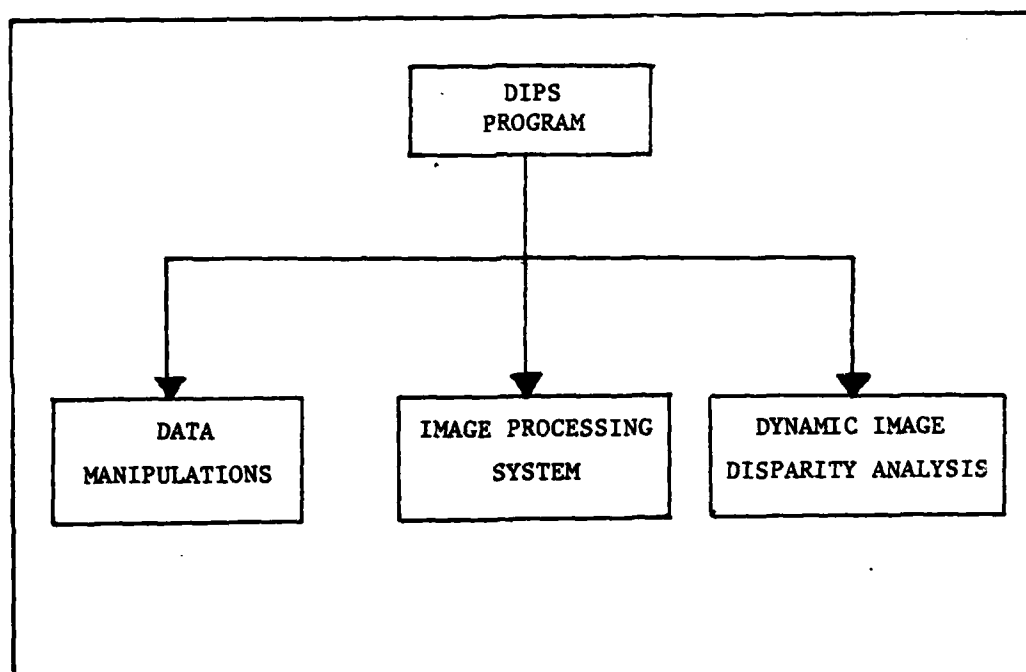 DIPS
PROGRAM
DATA
MANIPULATIONS
IMAGE PROCESSING
SYSTEM
DYNAMIC IMAGE
DISPARITY ANALYSIS